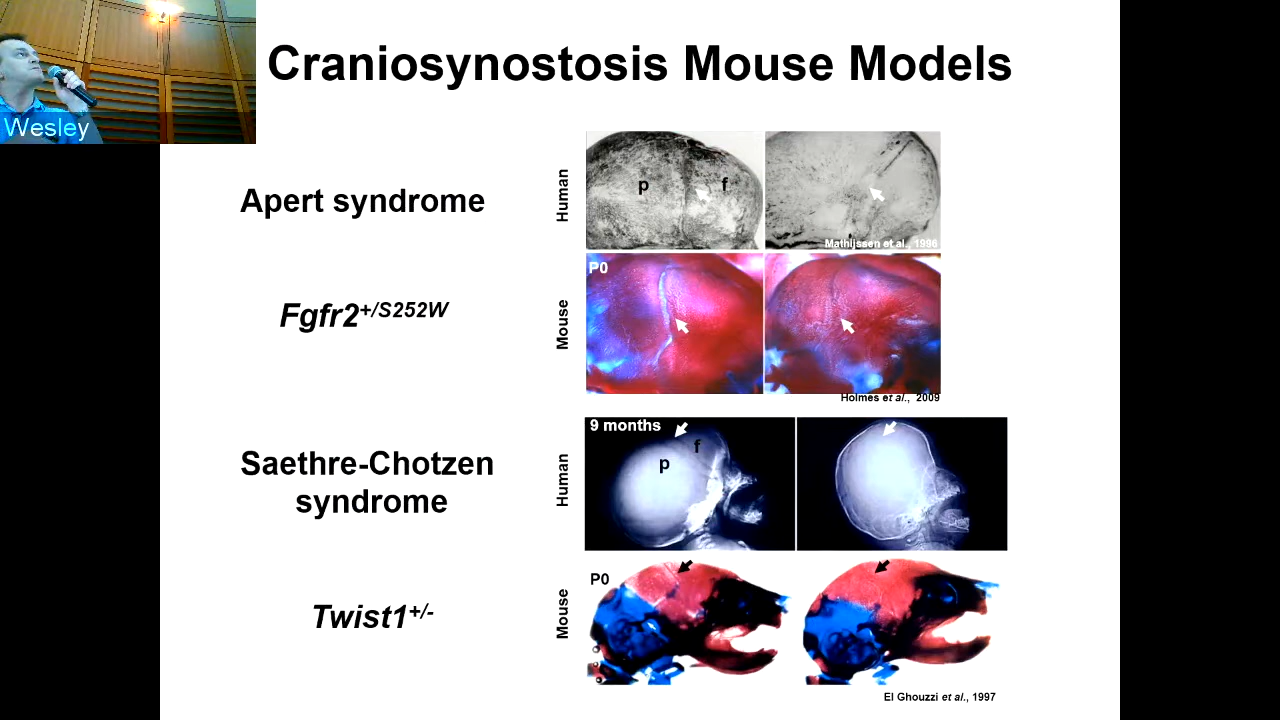 Wesley
Craniosynostosis Mouse Models
Apert syndrome
Human
p
f
Mathijssen et al., 1996
Fgfr2+/S252W
Mouse
P0
Holmes et al., 2009
Saethre-Chotzen
syndrome
Human
9 months
p
f
Twist1+/-
Mouse
P0
El Ghouzzi et al., 1997